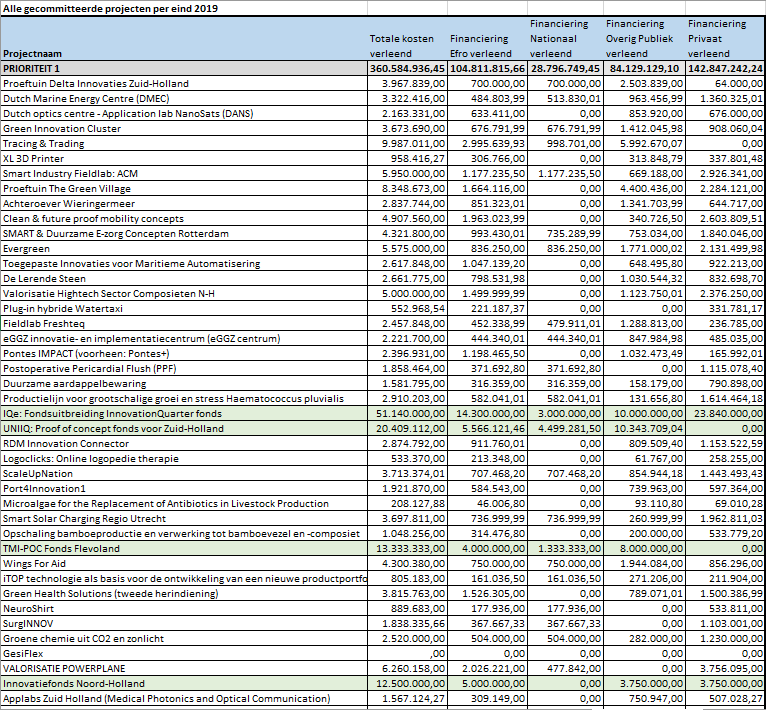 Alle gecommitteerde projecten per eind 2019
Projectnaam Totale kosten verleend Financiering Efro verleend Financiering Nationaal verleend Financiering Overig Publiek verleend Financiering Privaat verleend
PRIORITEIT 1 360.584.936,45 104.811.815,66 28.796.749,45 84.129.129,10 142.847.242,24
Proeftuin Delta Innovaties Zuid-Holland 3.967.839,00 700.000,00 700.000,00 2.503.839,00 64.000,00
Dutch Marine Energy Centre (DMEC) 3.322.416,00 484.803,99 513.830,01 963.456,99 1.360.325,01
Dutch optics centre - Application lab NanoSats (DANS) 2.163.331,00 633.411,00 0,00 853.920,00 676.000,00
Green Innovation Cluster 3.673.690,00 676.791,99 676.791,99 1.412.045,98 908.060,04
Tracing & Trading 9.987.011,00 2.995.639,93 998.701,00 5.992.670,07 0,00
XL 3D Printer 958.416,27 306.766,00 0,00 313.848,79 337.801,48
Smart Industry Fieldlab: ACM 5.950.000,00 1.177.235,50 1.177.235,50 669.188,00 2.926.341,00
Proeftuin The Green Village 8.348.673,00 1.664.116,00 0,00 4.400.436,00 2.284.121,00
Achteroever Wieringermeer 2.837.744,00 851.323,01 0,00 1.341.703,99 644.717,00
Clean & future proof mobility concepts 4.907.560,00 1.963.023,99 0,00 340.726,50 2.603.809,51
SMART & Duurzame E-zorg Concepten Rotterdam 4.321.800,00 993.430,01 735.289,99 753.034,00 1.840.046,00
Evergreen 5.575.000,00 836.250,00 836.250,00 1.771.000,02 2.131.499,98
Toegepaste Innovaties voor Maritieme Automatisering 2.617.848,00 1.047.139,20 0,00 648.495,80 922.213,00
De Lerende Steen 2.661.775,00 798.531,98 0,00 1.030.544,32 832.698,70
Valorisatie Hightech Sector Composieten N-H 5.000.000,00 1.499.999,99 0,00 1.123.750,01 2.376.250,00
Plug-in hybride Watertaxi 552.968,54 221.187,37 0,00 0,00 331.781,17
Fieldlab Freshteq 2.457.848,00 452.338,99 479.911,01 1.288.813,00 236.785,00
eGGZ innovatie- en implementatiecentrum (eGGZ centrum) 2.221.700,00 444.340,01 444.340,01 847.984,98 485.035,00
Pontes IMPACT (voorheen: Pontes+) 2.396.931,00 1.198.465,50 0,00 1.032.473,49 165.992,01
Postoperative Pericardial Flush (PPF) 1.858.464,00 371.692,80 371.692,80 0,00 1.115.078,40
Duurzame aardappelbewaring 1.581.795,00 316.359,00 316.359,00 158.179,00 790.898,00
Productielijn voor grootschalige groei en stress Haematococcus pluvialis 2.910.203,00 582.041,01 582.041,01 131.656,80 1.614.464,18
IQe: Fondsuitbreiding InnovationQuarter fonds 51.140.000,00 14.300.000,00 3.000.000,00 10.000.000,00 23.840.000,00
UNIIQ: Proof of concept fonds voor Zuid-Holland 20.409.112,00 5.566.121,46 4.499.281,50 10.343.709,04 0,00
RDM Innovation Connector 2.874.792,00 911.760,01 0,00 809.509,40 1.153.522,59
Logoclicks: Online logopedie therapie 533.370,00 213.348,00 0,00 61.767,00 258.255,00
ScaleUpNation 3.713.374,01 707.468,20 707.468,20 854.944,18 1.443.493,43
Port4Innovation1 1.921.870,00 584.543,00 0,00 739.963,00 597.364,00
Microalgae for the Replacement of Antibiotics in Livestock Production 208.127,88 46.006,80 0,00 93.110,80 69.010,28
Smart Solar Charging Regio Utrecht 3.697.811,00 736.999,99 736.999,99 260.999,99 1.962.811,03
Opschaling bamboeproductie en verwerking tot bamboevezel en -composiet 1.048.256,00 314.476,80 0,00 200.000,00 533.779,20
TMI-POC Fonds Flevoland 13.333.333,00 4.000.000,00 1.333.333,00 8.000.000,00 0,00
Wings For Aid 4.300.380,00 750.000,00 750.000,00 1.944.084,00 856.296,00
iTOP technologie als basis voor de ontwikkeling van een nieuwe productportfo 805.183,00 161.036,50 161.036,50 271.206,00 211.904,00
Green Health Solutions (tweede herindiening) 3.815.763,00 1.526.305,00 0,00 789.071,01 1.500.386,99
NeuroShirt 889.683,00 177.936,00 177.936,00 0,00 533.811,00
SurgINNOV 1.838.335,66 367.667,33 367.667,33 0,00 1.103.001,00
Groene chemie uit CO2 en zonlicht 2.520.000,00 504.000,00 504.000,00 282.000,00 1.230.000,00
GesiFlex ,00 0,00 0,00 0,00 0,00
VALORISATIE POWERPLANE 6.260.158,00 2.026.221,00 477.842,00 0,00 3.756.095,00
Innovatiefonds Noord-Holland 12.500.000,00 5.000.000,00 0,00 3.750.000,00 3.750.000,00
Applabs Zuid Holland (Medical Photonics and Optical Communication) 1.567.124,27 309.149,00 0,00 750.947,00 507.028,27